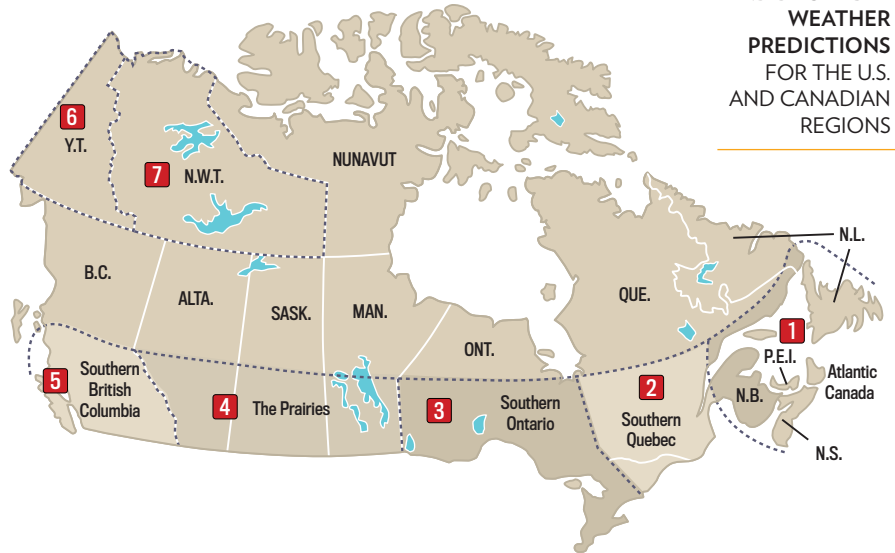 WEATHER
PREDICTIONS
FOR THE U.S.
AND CANADIAN
REGIONS
6
Y.T.
7
N.W.T.
NUNAVUT
N.L.
B.C.
ALTA.
SASK.
MAN.
ONT.
QUE.
1
P.E.I.
Atlantic
Canada
N.B.
N.S.
5
Southern
British
Columbia
4
The Prairies
3
Southern
Ontario
2
Southern
Quebec